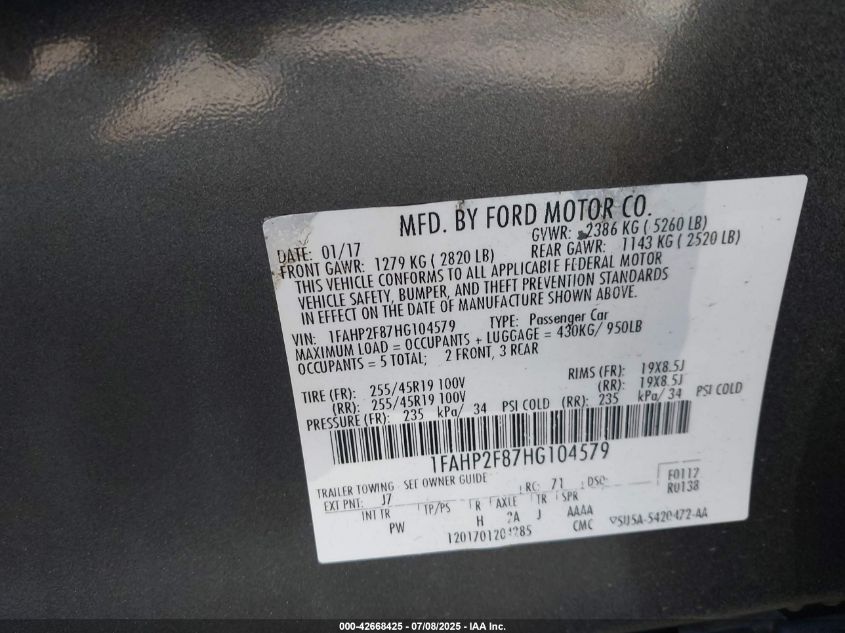 MFD. BY FORD MOTOR CO.
DATE: 01/17 GVWR: 2386 KG ( 5260 LB)
FRONT GAWR: 1279 KG ( 2820 LB) REAR GAWR: 1143 KG ( 2520 LB)
THIS VEHICLE CONFORMS TO ALL APPLICABLE FEDERAL MOTOR
VEHICLE SAFETY, BUMPER, AND THEFT PREVENTION STANDARDS
IN EFFECT ON THE DATE OF MANUFACTURE SHOWN ABOVE.
VIN: 1FAHP2F87HG104579 TYPE: Passenger Car
MAXIMUM LOAD = OCCUPANTS + LUGGAGE = 430KG/ 950LB
OCCUPANTS = 5 TOTAL; 2 FRONT, 3 REAR
TIRE (FR): 255/45R19 100V RIMS (FR): 19X8.5J
(RR): 255/45R19 100V (RR): 19X8.5J
PRESSURE (FR): 235 kPa/ 34 PSI COLD (RR): 235 kPa/ 34 PSI COLD
1FAHP2F87HG104579
TRAILER TOWING SEE OWNER GUIDE
EXT PNT: J7 RC: 71 DSO: F0117
R0138
INT TR TP/PS R AXLE TR SPR
PW H 2A J AAAA
CMC
000-42668425 - 07/08/2025 - IAA Inc.